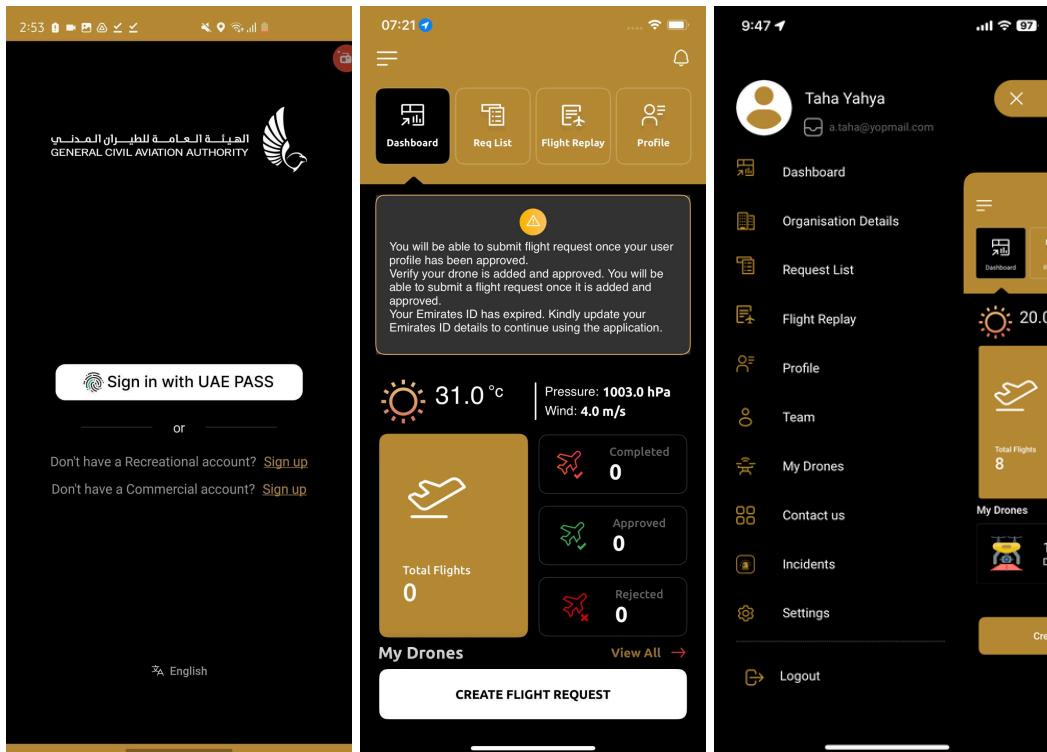 2:53
الهيئـــة الـعـامــة للطيــــران المـدنــي
GENERAL CIVIL AVIATION AUTHORITY
Sign in with UAE PASS
or
Don't have a Recreational account? Sign up
Don't have a Commercial account? Sign up
English
07:21
Dashboard
Req List
Flight Replay
Profile
You will be able to submit flight request once your user
profile has been approved.
Verify your drone is added and approved. You will be
able to submit a flight request once it is added and
approved.
Your Emirates ID has expired. Kindly update your
Emirates ID details to continue using the application.
31.0 °c
Pressure: 1003.0 hPa
Wind: 4.0 m/s
Total Flights
0
Completed
0
Approved
0
Rejected
0
My Drones
View All
CREATE FLIGHT REQUEST
9:47
97
Taha Yahya
a.taha@yopmail.com
Dashboard
Organisation Details
Request List
Flight Replay
Profile
Team
My Drones
Contact us
Incidents
Settings
Logout
Dashboard
20.0
Total Flights
8
My Drones
Cre